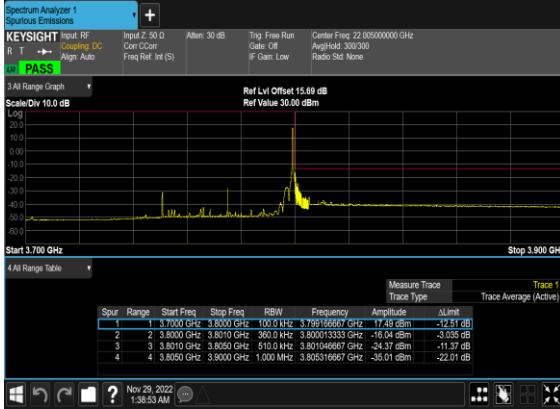 Spectrum Analyzer 1
Spurious Emissions
+
KEYSIGHT Input: RF Input Z: 50 Ω Atten: 30 dB Trig: Free Run Center Freq: 22.005000000 GHz
R T Coupling: DC Corr CCorr Gate: Off Avg|Hold: 300/300
Align: Auto Freq Ref: Int (S) IF Gain: Low Radio Std: None
PASS
3 All Range Graph
Ref Lvl Offset 15.69 dB
Scale/Div 10.0 dB Ref Value 30.00 dBm
Log
20.0
10.0
0.00
-10.0
-20.0
-30.0
-40.0
-50.0
-60.0
Start 3.700 GHz Stop 3.900 GH
4 All Range Table
Measure Trace Trace 1
Trace Type Trace Average (Active)
Spur Range Start Freq Stop Freq RBW Frequency Amplitude ΔLimit
1 1 3.7000 GHz 3.8000 GHz 100.0 kHz 3.799166667 GHz 17.49 dBm -12.51 dB
2 2 3.8000 GHz 3.8010 GHz 360.0 kHz 3.800013333 GHz -16.04 dBm -3.035 dB
3 3 3.8010 GHz 3.8050 GHz 510.0 kHz 3.801046667 GHz -24.37 dBm -11.37 dB
4 4 3.8050 GHz 3.9000 GHz 1.000 MHz 3.805316667 GHz -35.01 dBm -22.01 dB
? Nov 29, 2022
1:38:53 AM